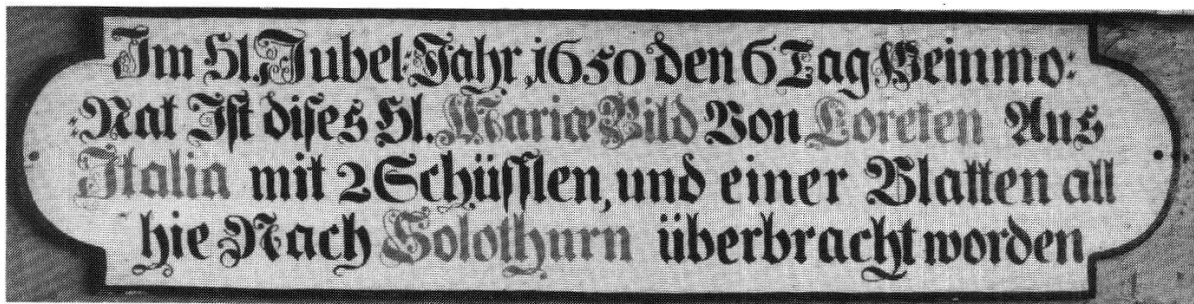 Im Hl. Jubel-Jahr, 1650 den 6 Tag Weinmo:
:Nat Ist dises Hl. Mariæ Bild Von Loreten Aus
Italia mit 2 Schüsslen, und einer Blatten all
hie Nach Solothurn überbracht worden